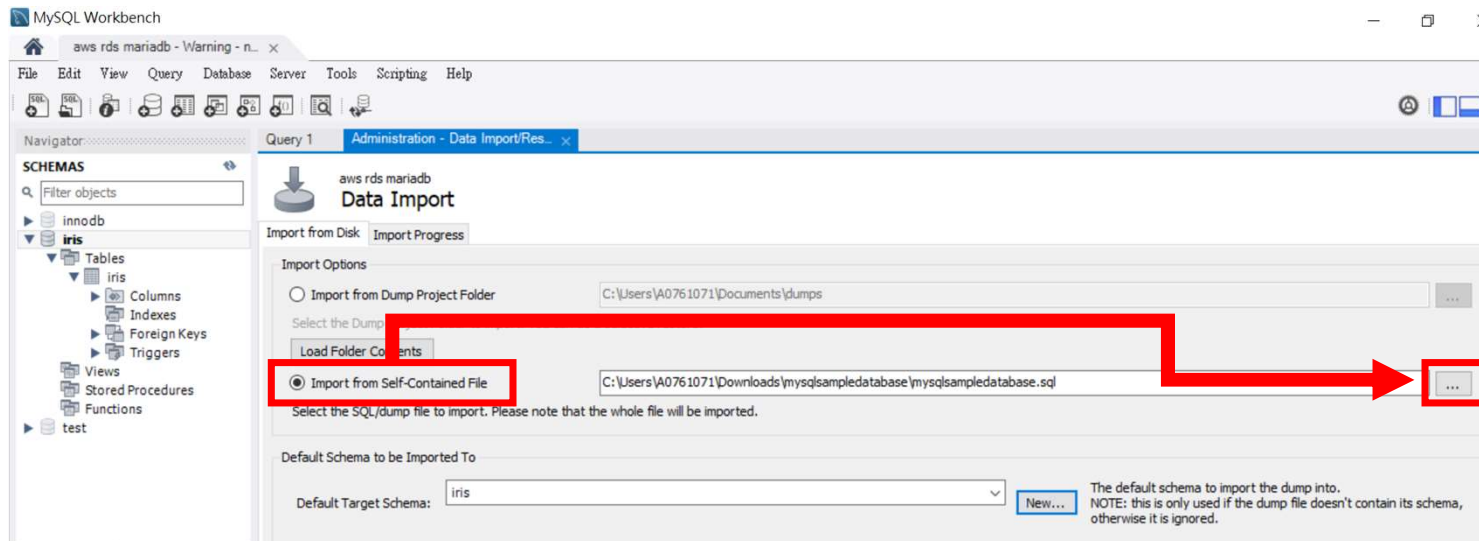 MySQL Workbench
aws rds mariadb - Warning - n...
File Edit View Query Database Server Tools Scripting Help
Navigator
Query 1
Administration - Data Import/Res...
SCHEMAS
Filter objects
innodb
iris
Tables
iris
Columns
Indexes
Foreign Keys
Triggers
Views
Stored Procedures
Functions
test
aws rds mariadb
Data Import
Import from Disk
Import Progress
Import Options
Import from Dump Project Folder
C:\Users\A0761071\Documents\dumps
...
Select the Dump
Load Folder Contents
Import from Self-Contained File
C:\Users\A0761071\Downloads\mysqlsampledatabase\mysqlsampledatabase.sql
...
Select the SQL/dump file to import. Please note that the whole file will be imported.
Default Schema to be Imported To
Default Target Schema:
iris
New...
The default schema to import the dump into.
NOTE: this is only used if the dump file doesn't contain its schema,
otherwise it is ignored.